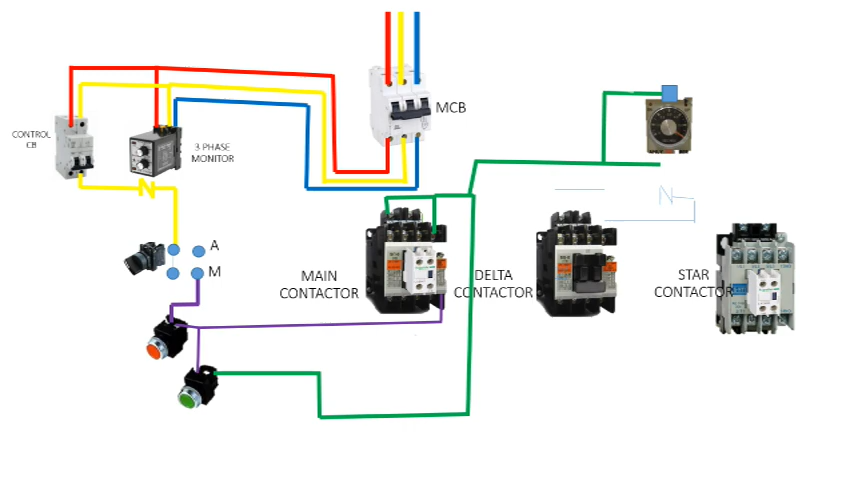 MCB
CONTROL
CB
3 PHASE
MONITOR
N
N
A
M
MAIN
CONTACTOR
DELTA
CONTACTOR
STAR
CONTACTOR